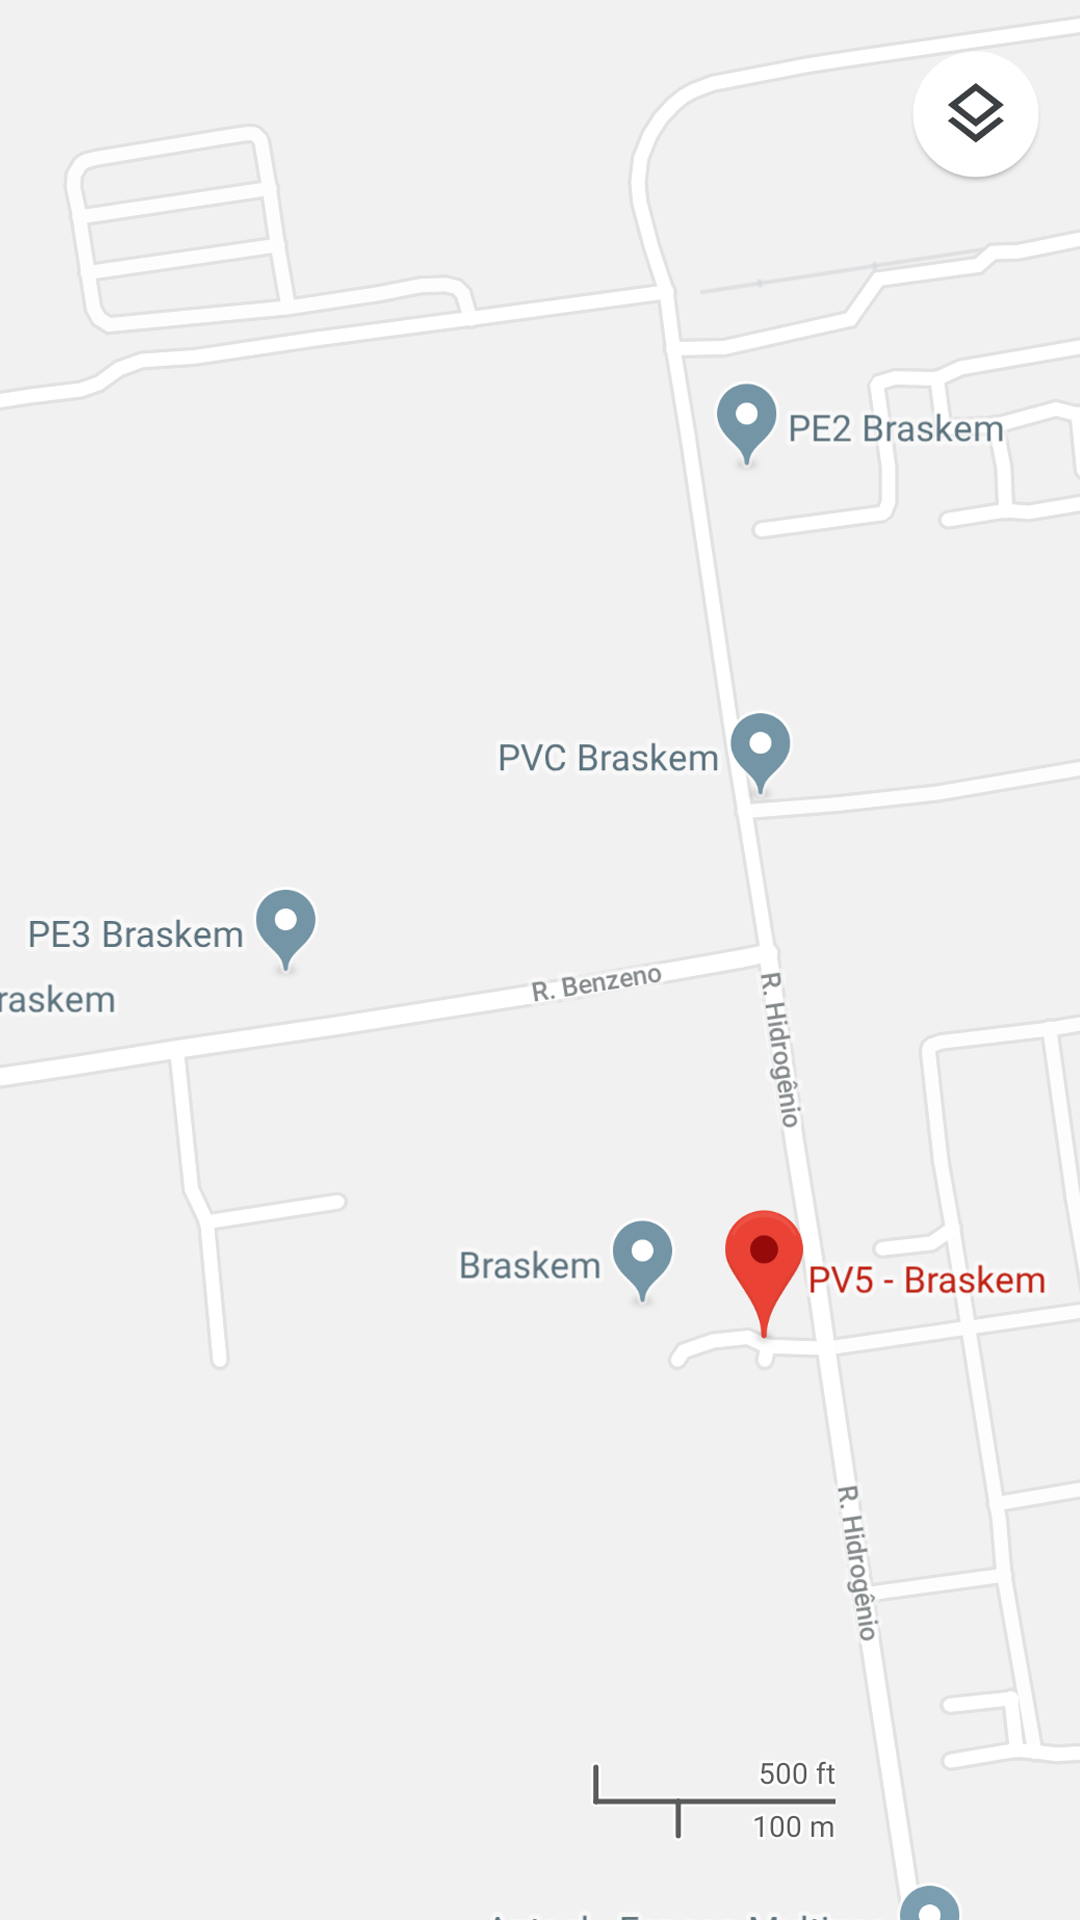 PE2 Braskem
PVC Braskem
PE3 Braskem
raskem
R. Benzeno
R. Hidrogênio
Braskem
PV5 - Braskem
R. Hidrogênio
500 ft
100 m